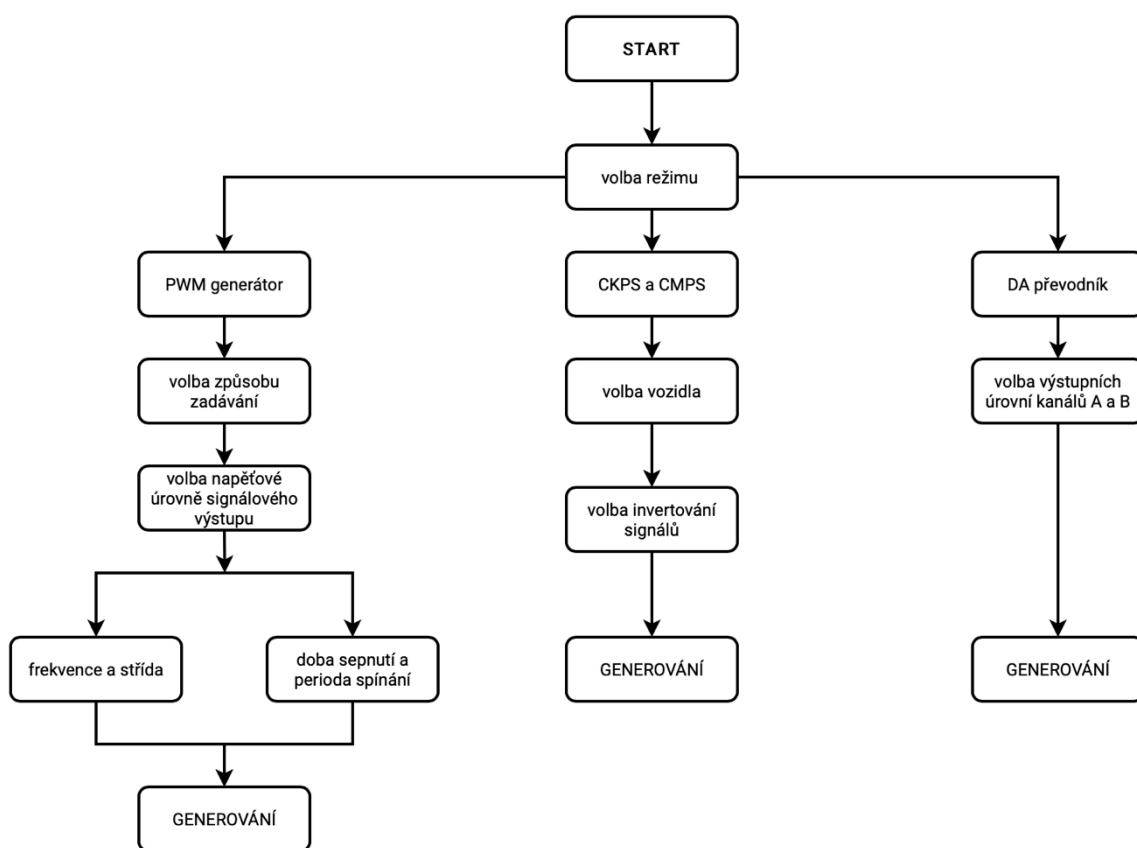 START
volba režimu
PWM generátor
CKPS a CMPS
DA převodník
volba způsobu
zadávání
volba vozidla
volba výstupních
úrovní kanálů A a B
volba napěťové
úrovně signálového
výstupu
volba invertování
signálů
frekvence a střída
doba sepnutí a
perioda spínání
GENEROVÁNÍ
GENEROVÁNÍ
GENEROVÁNÍ